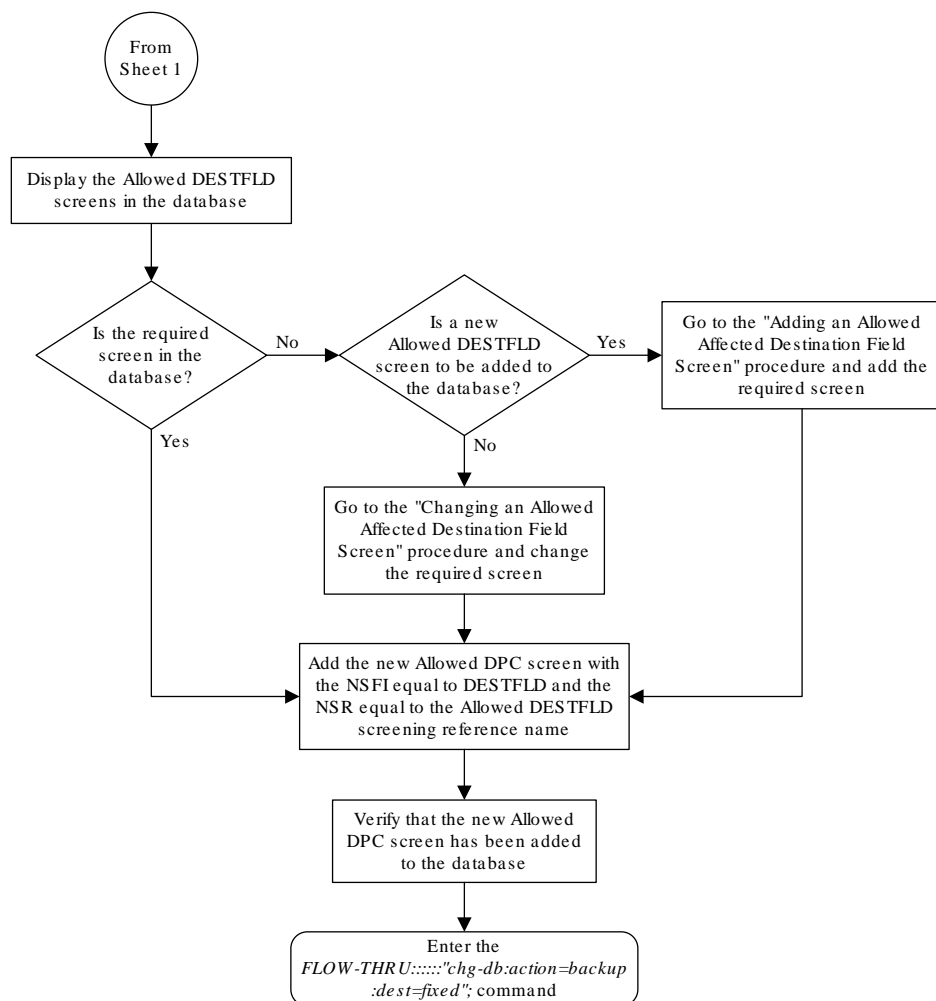 From
Sheet 1
Display the Allowed DESTFLD
screens in the database
Is the required
screen in the
database?
No
Yes
Is a new
Allowed DESTFLD
screen to be added to
the database?
Yes
No
Go to the "Adding an Allowed
Affected Destination Field
Screen" procedure and add the
required screen
Go to the "Changing an Allowed
Affected Destination Field
Screen" procedure and change
the required screen
Add the new Allowed DPC screen with
the NSFI equal to DESTFLD and the
NSR equal to the Allowed DESTFLD
screening reference name
Verify that the new Allowed
DPC screen has been added
to the database
Enter the
FLOW-THRU::::::"chg-db:action=backup
:dest=fixed"; command